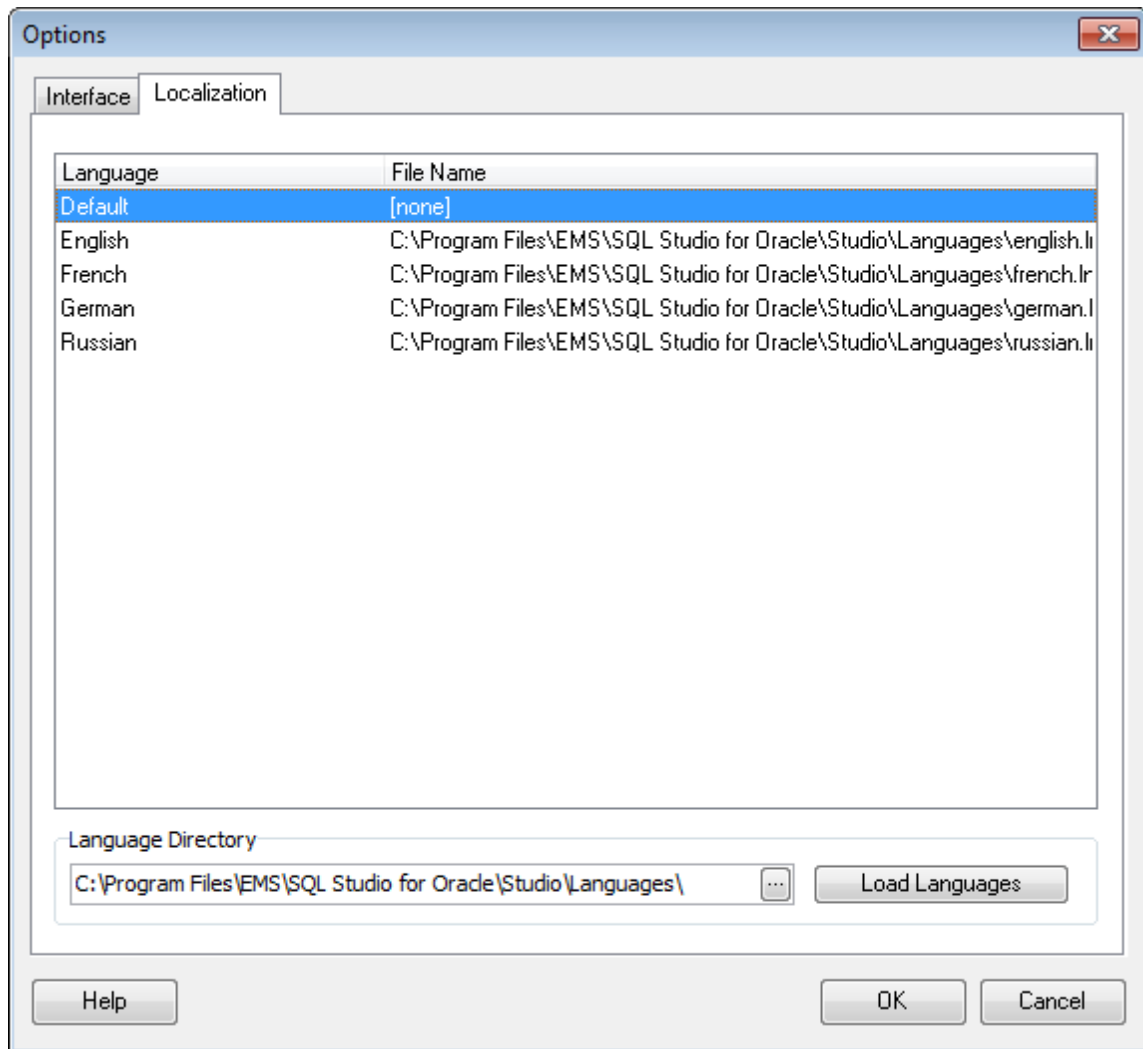 Options
Interface Localization
Language File Name
Default [none]
English C:\Program Files\EMS\SQL Studio for Oracle\Studio\Languages\english.l
French C:\Program Files\EMS\SQL Studio for Oracle\Studio\Languages\french.l
German C:\Program Files\EMS\SQL Studio for Oracle\Studio\Languages\german.l
Russian C:\Program Files\EMS\SQL Studio for Oracle\Studio\Languages\russian.l
Language Directory
C:\Program Files\EMS\SQL Studio for Oracle\Studio\Languages\ ... Load Languages
Help OK Cancel